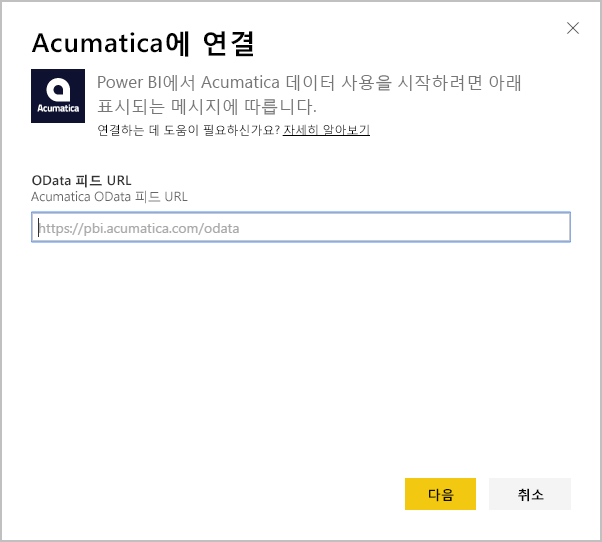 Acumatica에 연결
Acumatica
Power BI에서 Acumatica 데이터 사용을 시작하려면 아래
표시되는 메시지에 따릅니다.
연결하는 데 도움이 필요하신가요? 자세히 알아보기
OData 피드 URL
Acumatica OData 피드 URL
https://pbi.acumatica.com/odata
다음
취소